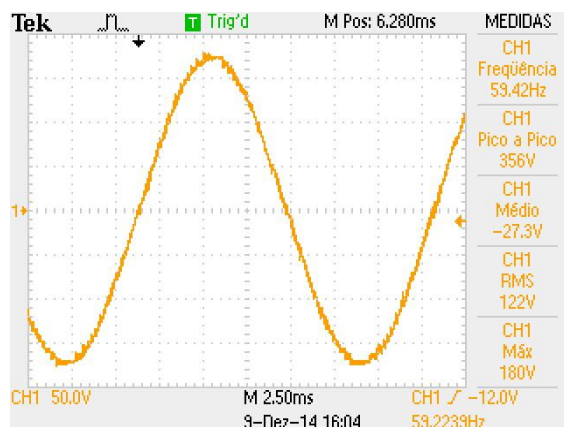 Tek T Trig'd M Pos: 6.280ms MEDIDAS
CH1
Freqüência
59.42Hz
CH1
Pico a Pico
356V
CH1
Médio
-27.3V
CH1
RMS
122V
CH1
Máx
180V
1
CH1 50.0V M 2.50ms CH1 -12.0V
9-Dez-14 16:04 59.2239Hz